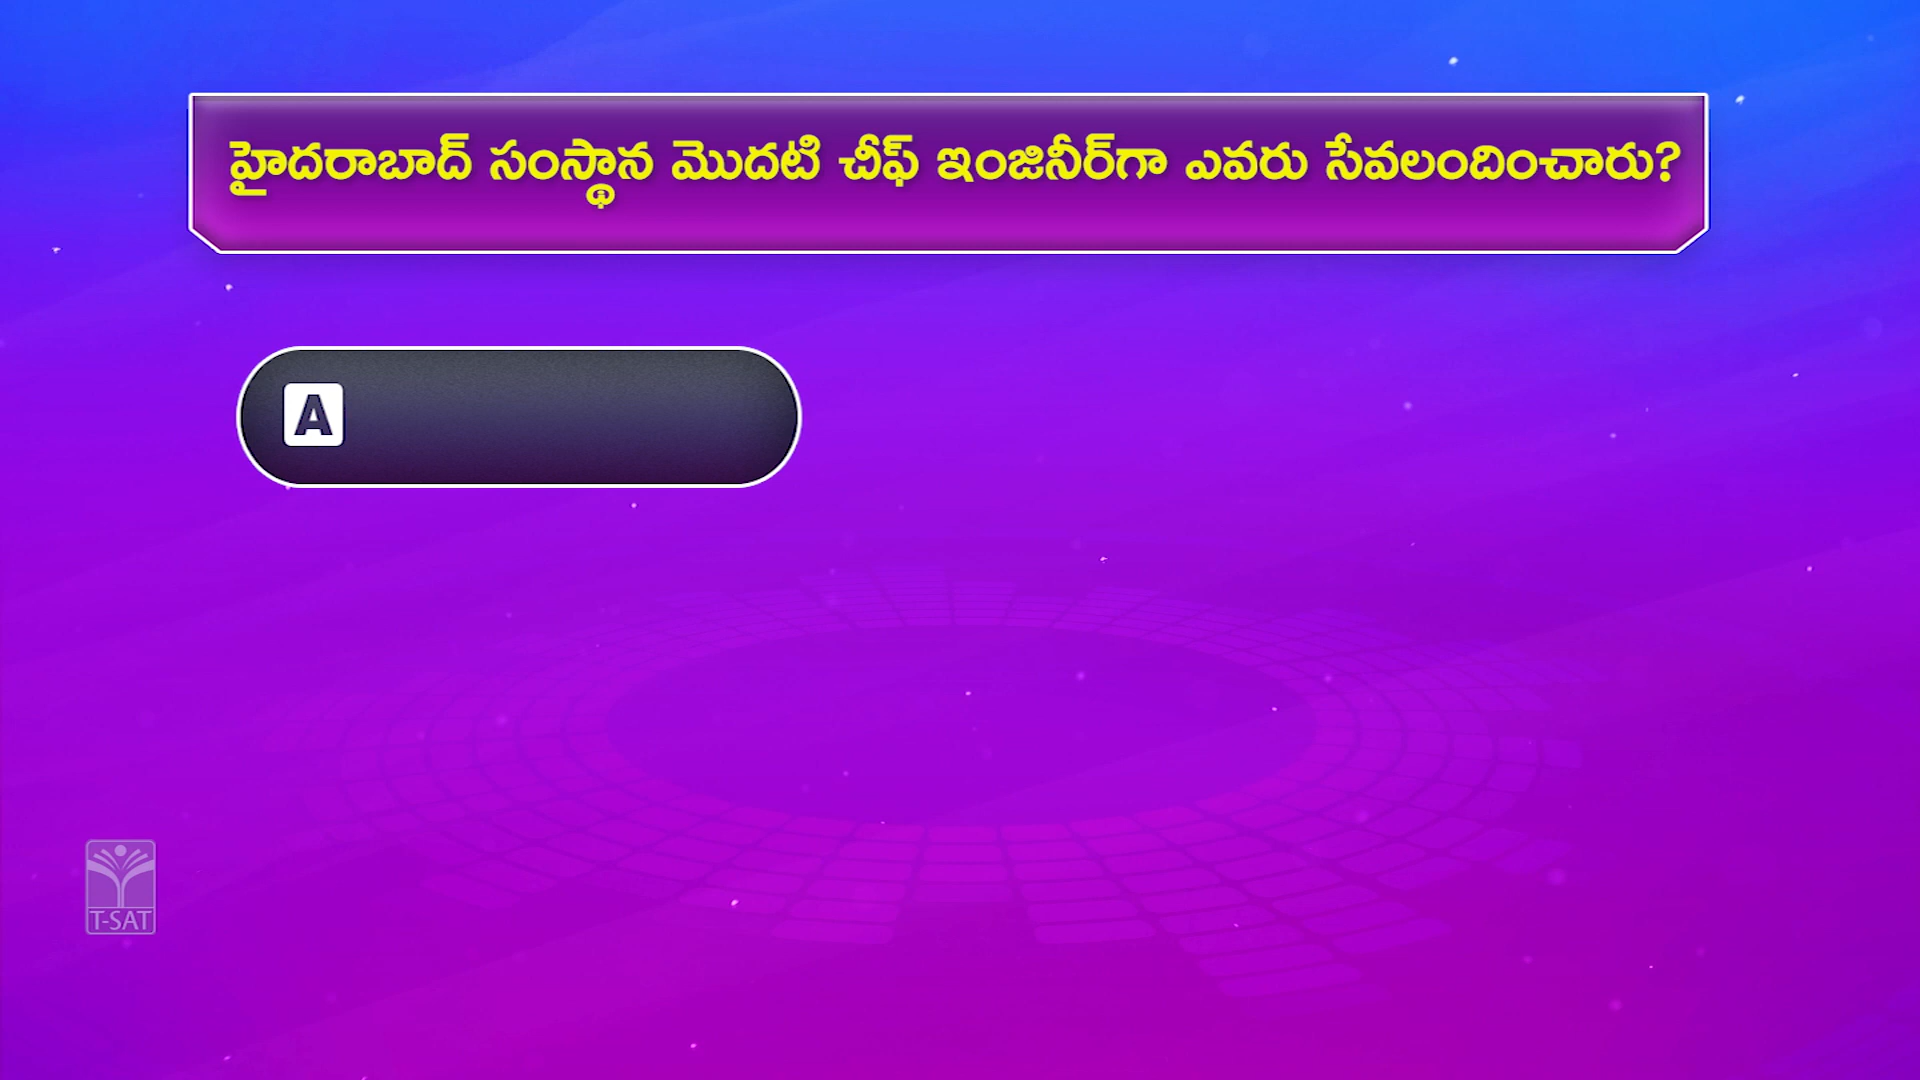 హైదరాబాద్ సంస్థాన మొదటి చీఫ్ ఇంజినీర్‌గా ఎవరు సేవలందించారు?
A
T-SAT